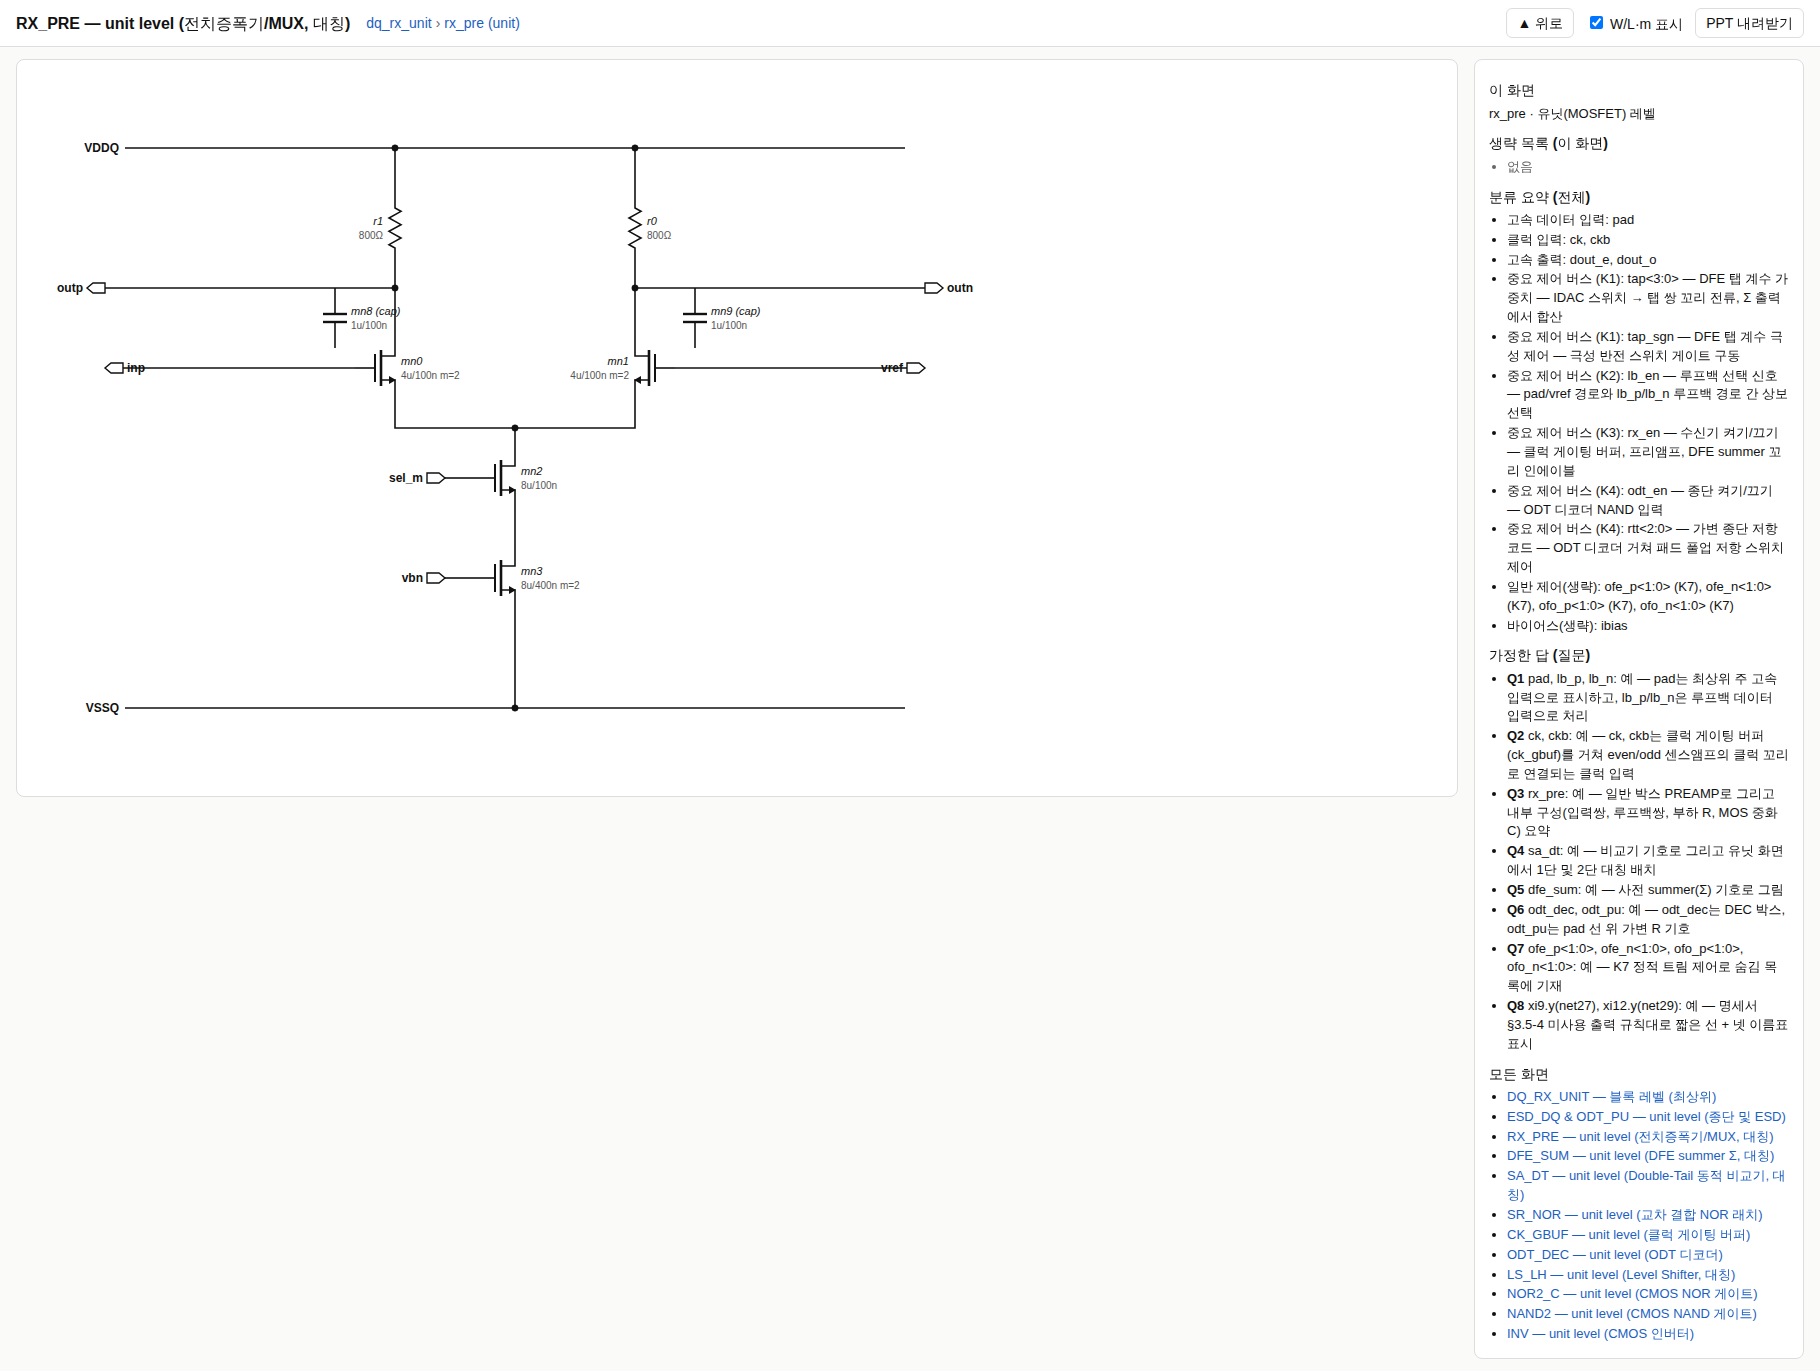 RX_PRE — unit level (전치증폭기/MUX, 대칭) dq_rx_unit › rx_pre (unit) ▲ 위로 W/L·m 표시 PPT 내려받기
VDDQ
r1
800Ω
r0
800Ω
outp
outn
mn8 (cap)
1u/100n
mn9 (cap)
1u/100n
inp
mn0
4u/100n m=2
mn1
4u/100n m=2
vref
sel_m
mn2
8u/100n
vbn
mn3
8u/400n m=2
VSSQ
이 화면
rx_pre · 유닛(MOSFET) 레벨
생략 목록 (이 화면)
• 없음
분류 요약 (전체)
• 고속 데이터 입력: pad
• 클럭 입력: ck, ckb
• 고속 출력: dout_e, dout_o
• 중요 제어 버스 (K1): tap<3:0> — DFE 탭 계수 가
중치 — IDAC 스위치 → 탭 쌍 꼬리 전류, Σ 출력
에서 합산
• 중요 제어 버스 (K1): tap_sgn — DFE 탭 계수 극
성 제어 — 극성 반전 스위치 게이트 구동
• 중요 제어 버스 (K2): lb_en — 루프백 선택 신호
— pad/vref 경로와 lb_p/lb_n 루프백 경로 간 상보
선택
• 중요 제어 버스 (K3): rx_en — 수신기 켜기/끄기
— 클럭 게이팅 버퍼, 프리앰프, DFE summer 꼬
리 인에이블
• 중요 제어 버스 (K4): odt_en — 종단 켜기/끄기
— ODT 디코더 NAND 입력
• 중요 제어 버스 (K4): rtt<2:0> — 가변 종단 저항
코드 — ODT 디코더 거쳐 패드 풀업 저항 스위치
제어
• 일반 제어(생략): ofe_p<1:0> (K7), ofe_n<1:0>
(K7), ofo_p<1:0> (K7), ofo_n<1:0> (K7)
• 바이어스(생략): ibias
가정한 답 (질문)
• Q1 pad, lb_p, lb_n: 예 — pad는 최상위 주 고속
입력으로 표시하고, lb_p/lb_n은 루프백 데이터
입력으로 처리
• Q2 ck, ckb: 예 — ck, ckb는 클럭 게이팅 버퍼
(ck_gbuf)를 거쳐 even/odd 센스앰프의 클럭 꼬리
로 연결되는 클럭 입력
• Q3 rx_pre: 예 — 일반 박스 PREAMP로 그리고
내부 구성(입력쌍, 루프백쌍, 부하 R, MOS 중화
C) 요약
• Q4 sa_dt: 예 — 비교기 기호로 그리고 유닛 화면
에서 1단 및 2단 대칭 배치
• Q5 dfe_sum: 예 — 사전 summer(Σ) 기호로 그림
• Q6 odt_dec, odt_pu: 예 — odt_dec는 DEC 박스,
odt_pu는 pad 선 위 가변 R 기호
• Q7 ofe_p<1:0>, ofe_n<1:0>, ofo_p<1:0>,
ofo_n<1:0>: 예 — K7 정적 트림 제어로 숨김 목
록에 기재
• Q8 xi9.y(net27), xi12.y(net29): 예 — 명세서
§3.5-4 미사용 출력 규칙대로 짧은 선 + 넷 이름표
표시
모든 화면
• DQ_RX_UNIT — 블록 레벨 (최상위)
• ESD_DQ & ODT_PU — unit level (종단 및 ESD)
• RX_PRE — unit level (전치증폭기/MUX, 대칭)
• DFE_SUM — unit level (DFE summer Σ, 대칭)
• SA_DT — unit level (Double-Tail 동적 비교기, 대
칭)
• SR_NOR — unit level (교차 결합 NOR 래치)
• CK_GBUF — unit level (클럭 게이팅 버퍼)
• ODT_DEC — unit level (ODT 디코더)
• LS_LH — unit level (Level Shifter, 대칭)
• NOR2_C — unit level (CMOS NOR 게이트)
• NAND2 — unit level (CMOS NAND 게이트)
• INV — unit level (CMOS 인버터)